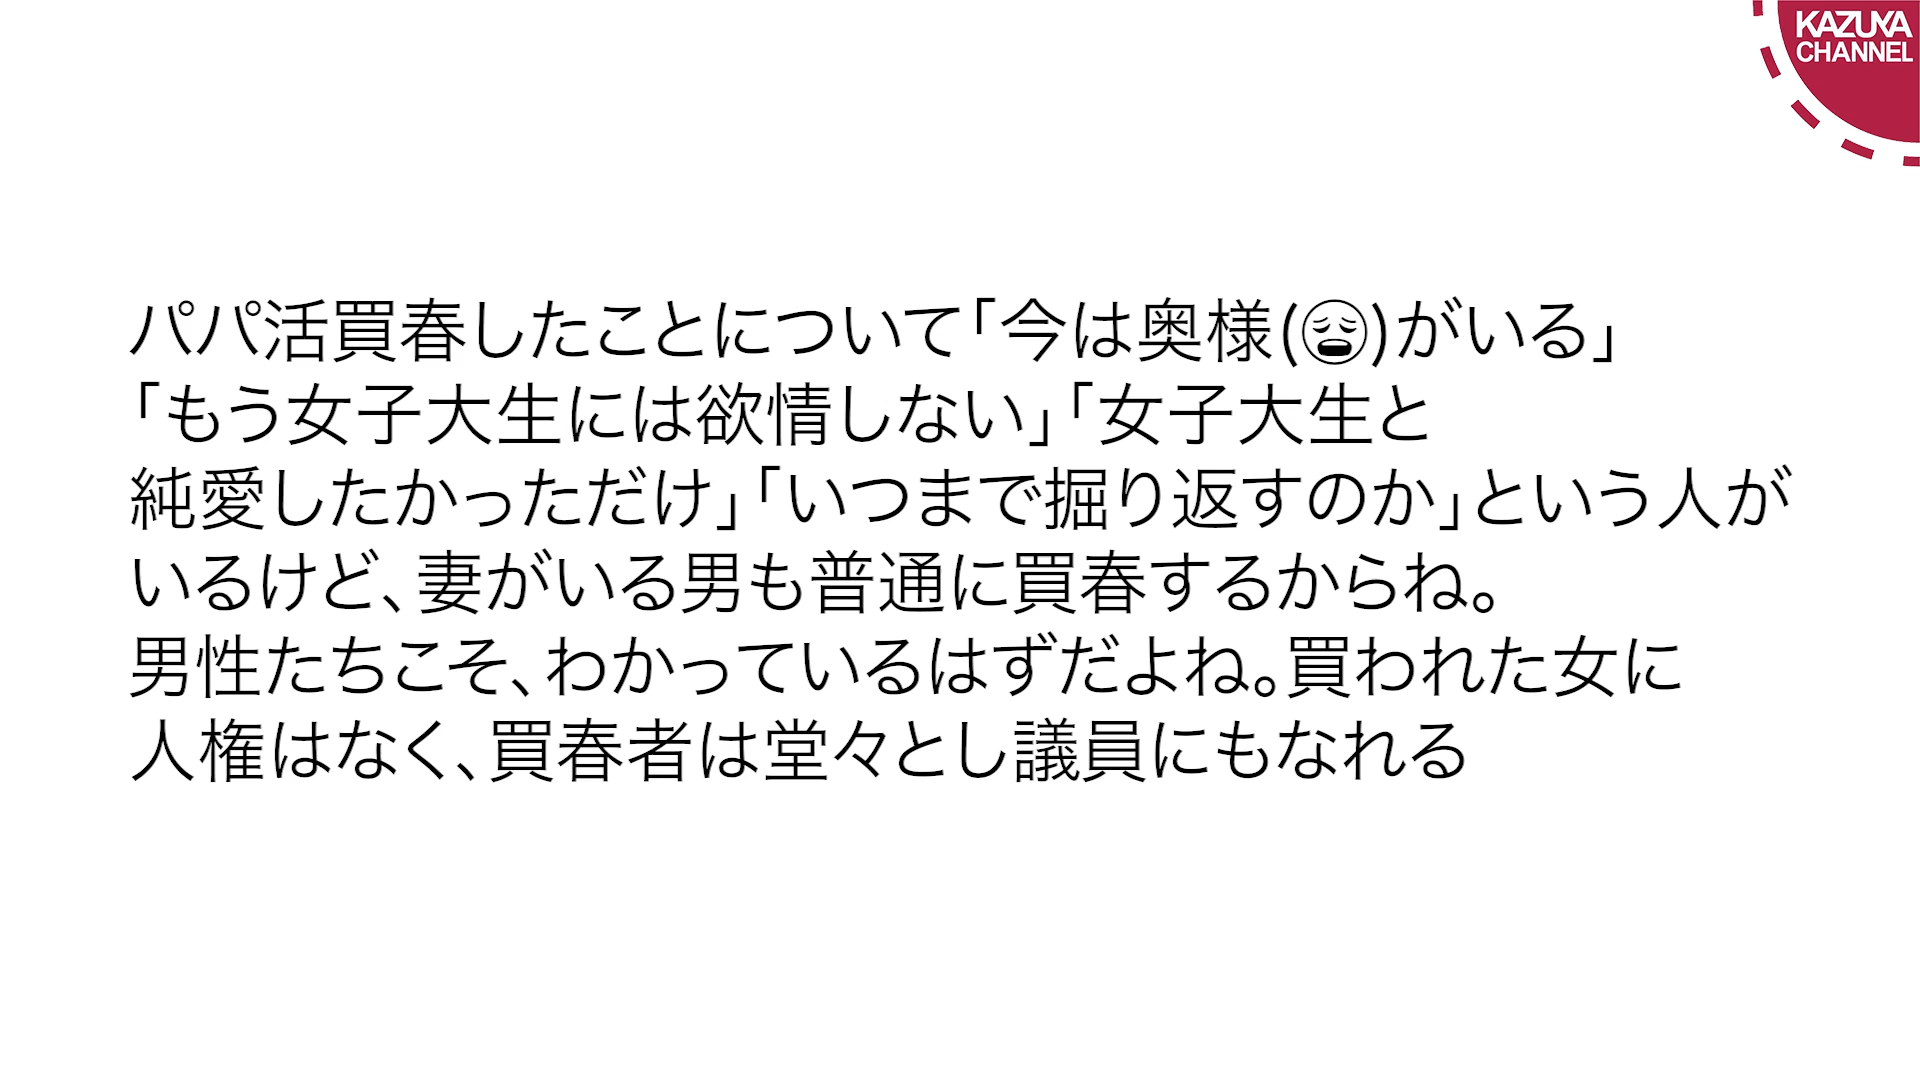 KAZUYA
CHANNEL
パパ活買春したことについて「今は奥様(😩)がいる」
「もう女子大生には欲情しない」「女子大生と
純愛したかっただけ」「いつまで掘り返すのか」という人が
いるけど、妻がいる男も普通に買春するからね。
男性たちこそ、わかっているはずだよね。買われた女に
人権はなく、買春者は堂々とし議員にもなれる